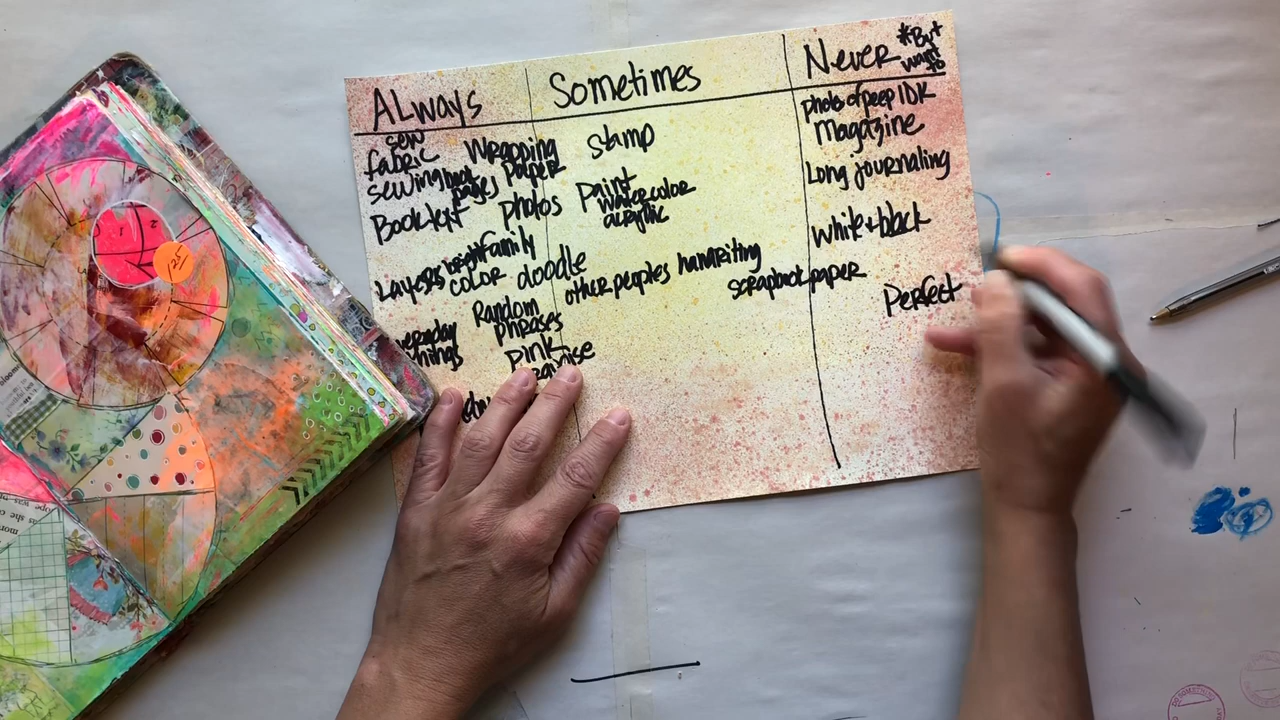 ALways
Sometimes
Never
*By*
want
to
sew
fabric
sewing book
pages
Book text
Wrapping
paper
photos
Layers bright family
color doodle
Random
phrases
things
pink
stamp
Paint
watercolor
acrylic
other peoples handwriting
scrapbook paper
photo of peep IDK
Magazine
Long journaling
white + black
Perfect
125